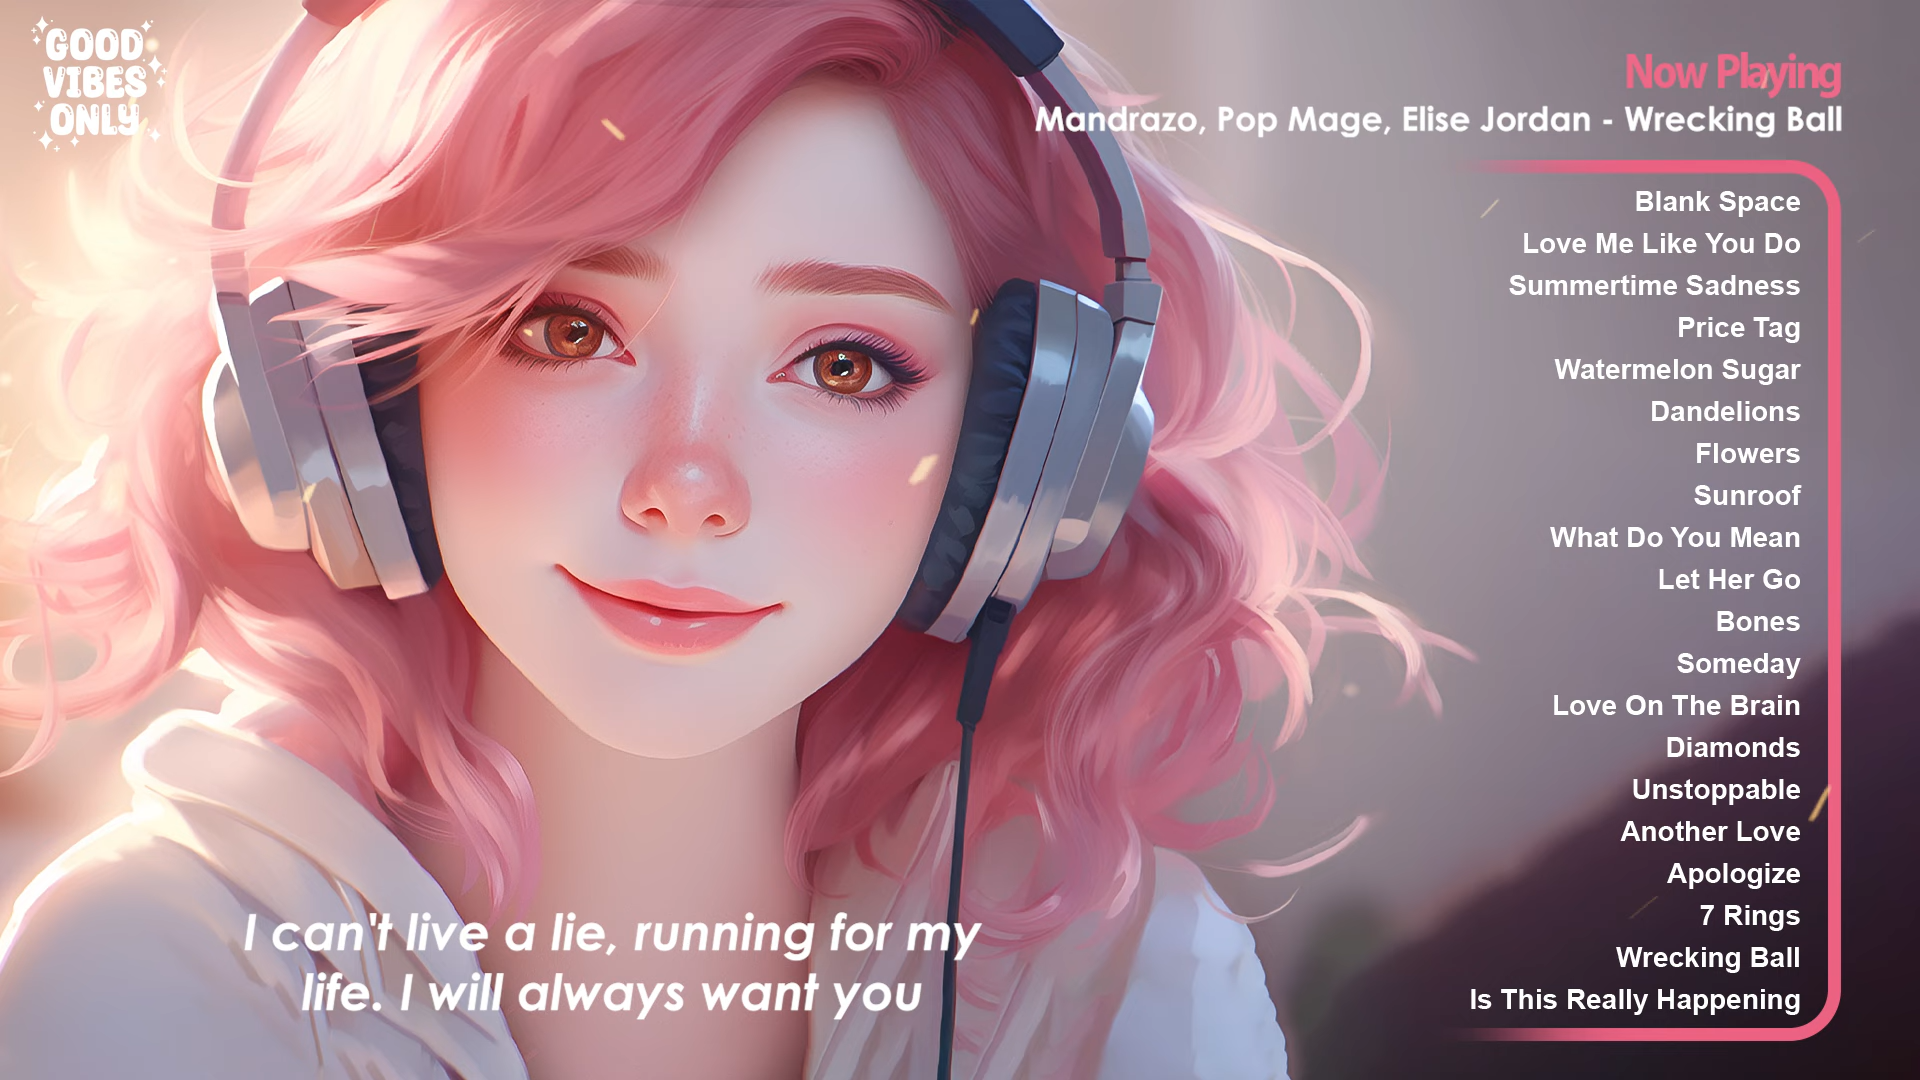 GOOD
VIBES
ONLY
Now Playing
Mandrazo, Pop Mage, Elise Jordan - Wrecking Ball
Blank Space
Love Me Like You Do
Summertime Sadness
Price Tag
Watermelon Sugar
Dandelions
Flowers
Sunroof
What Do You Mean
Let Her Go
Bones
Someday
Love On The Brain
Diamonds
Unstoppable
Another Love
Apologize
7 Rings
Wrecking Ball
Is This Really Happening
I can't live a lie, running for my
life. I will always want you